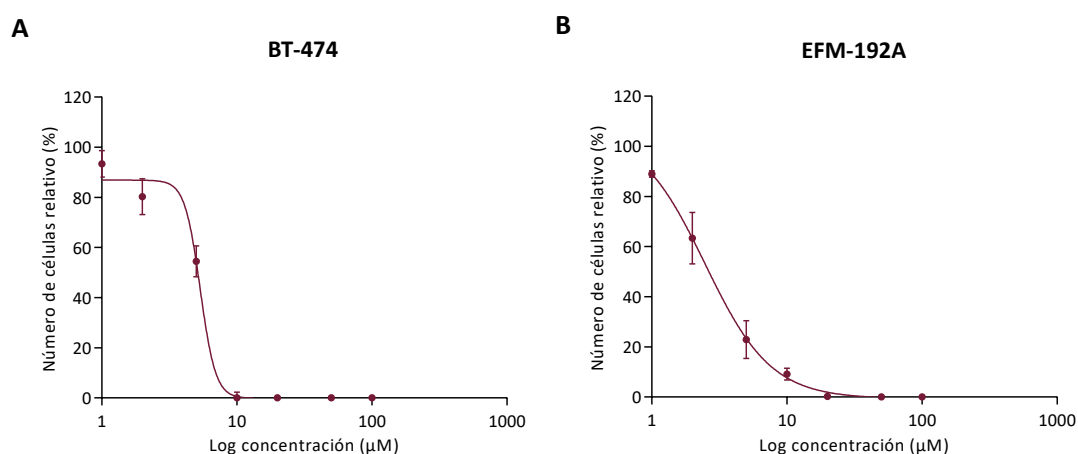 A
BT-474
Número de células relativo (%)
120
100
80
60
40
20
0
1
10
100
1000
Log concentración (µM)
B
EFM-192A
Número de células relativo (%)
120
100
80
60
40
20
0
1
10
100
1000
Log concentración (µM)